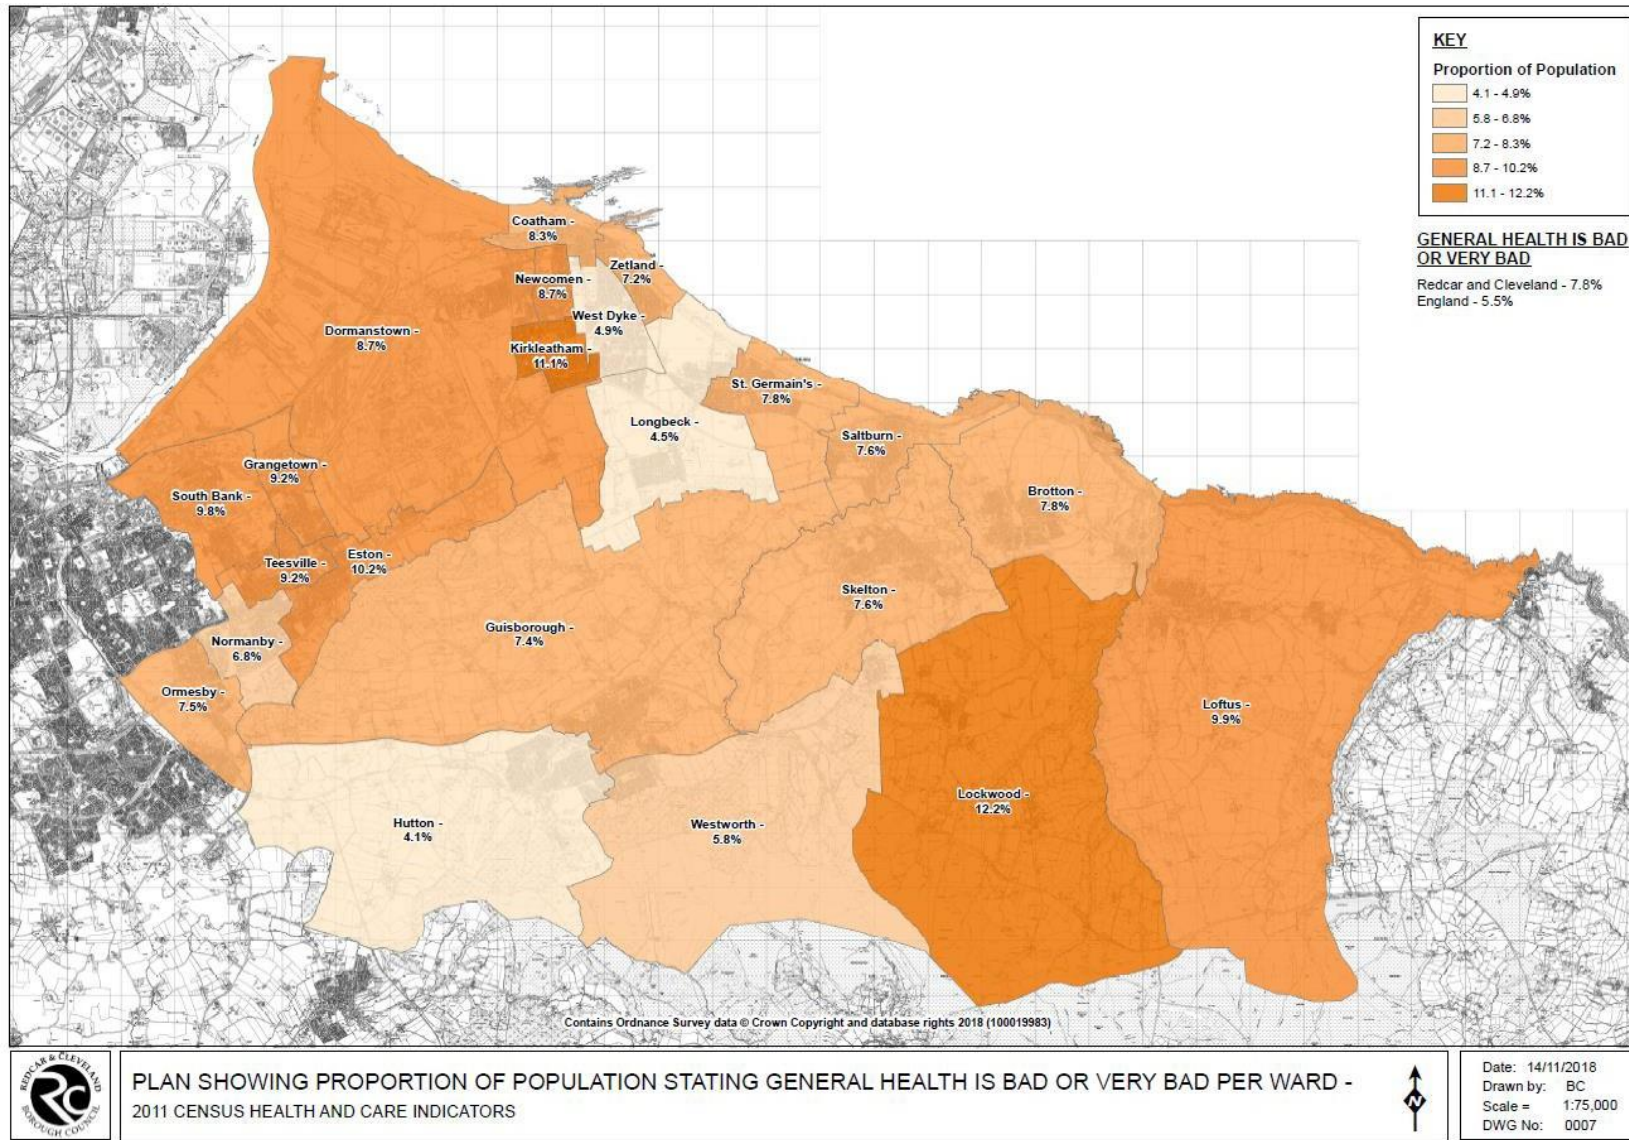 KEY
Proportion of Population
4.1 - 4.9%
5.8 - 6.8%
7.2 - 8.3%
8.7 - 10.2%
11.1 - 12.2%
GENERAL HEALTH IS BAD
OR VERY BAD
Redcar and Cleveland - 7.8%
England - 5.5%
Coatham -
8.3%
Zetland -
7.2%
Newcomen -
8.7%
West Dyke -
4.9%
Dormanstown -
8.7%
Kirkleatham -
11.1%
St. Germain's -
7.8%
Longbeck -
4.5%
Saltburn -
7.6%
Grangetown -
9.2%
South Bank -
9.8%
Brotton -
7.8%
Eston -
10.2%
Teesville -
9.2%
Skelton -
7.6%
Guisborough -
7.4%
Normanby -
6.8%
Ormesby -
7.5%
Loftus -
9.9%
Lockwood -
12.2%
Hutton -
4.1%
Westworth -
5.8%
Contains Ordnance Survey data © Crown Copyright and database rights 2018 (100019983)
REDCAR & CLEVELAND
RC
BOROUGH COUNCIL
PLAN SHOWING PROPORTION OF POPULATION STATING GENERAL HEALTH IS BAD OR VERY BAD PER WARD -
2011 CENSUS HEALTH AND CARE INDICATORS
N
Date: 14/11/2018
Drawn by: BC
Scale = 1:75,000
DWG No: 0007